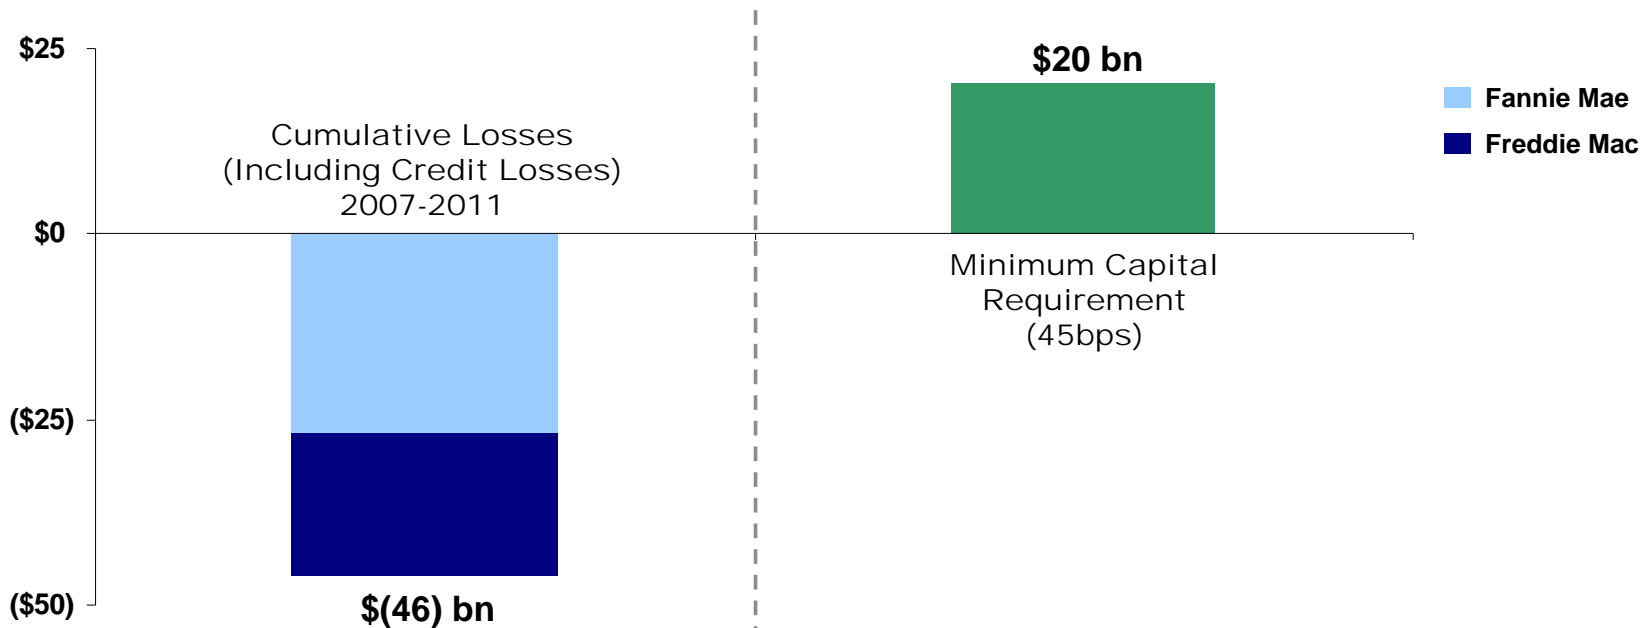 $25
$0
($25)
($50)
Cumulative Losses
(Including Credit Losses)
2007-2011
$(46) bn
$20 bn
Minimum Capital
Requirement
(45bps)
Fannie Mae
Freddie Mac